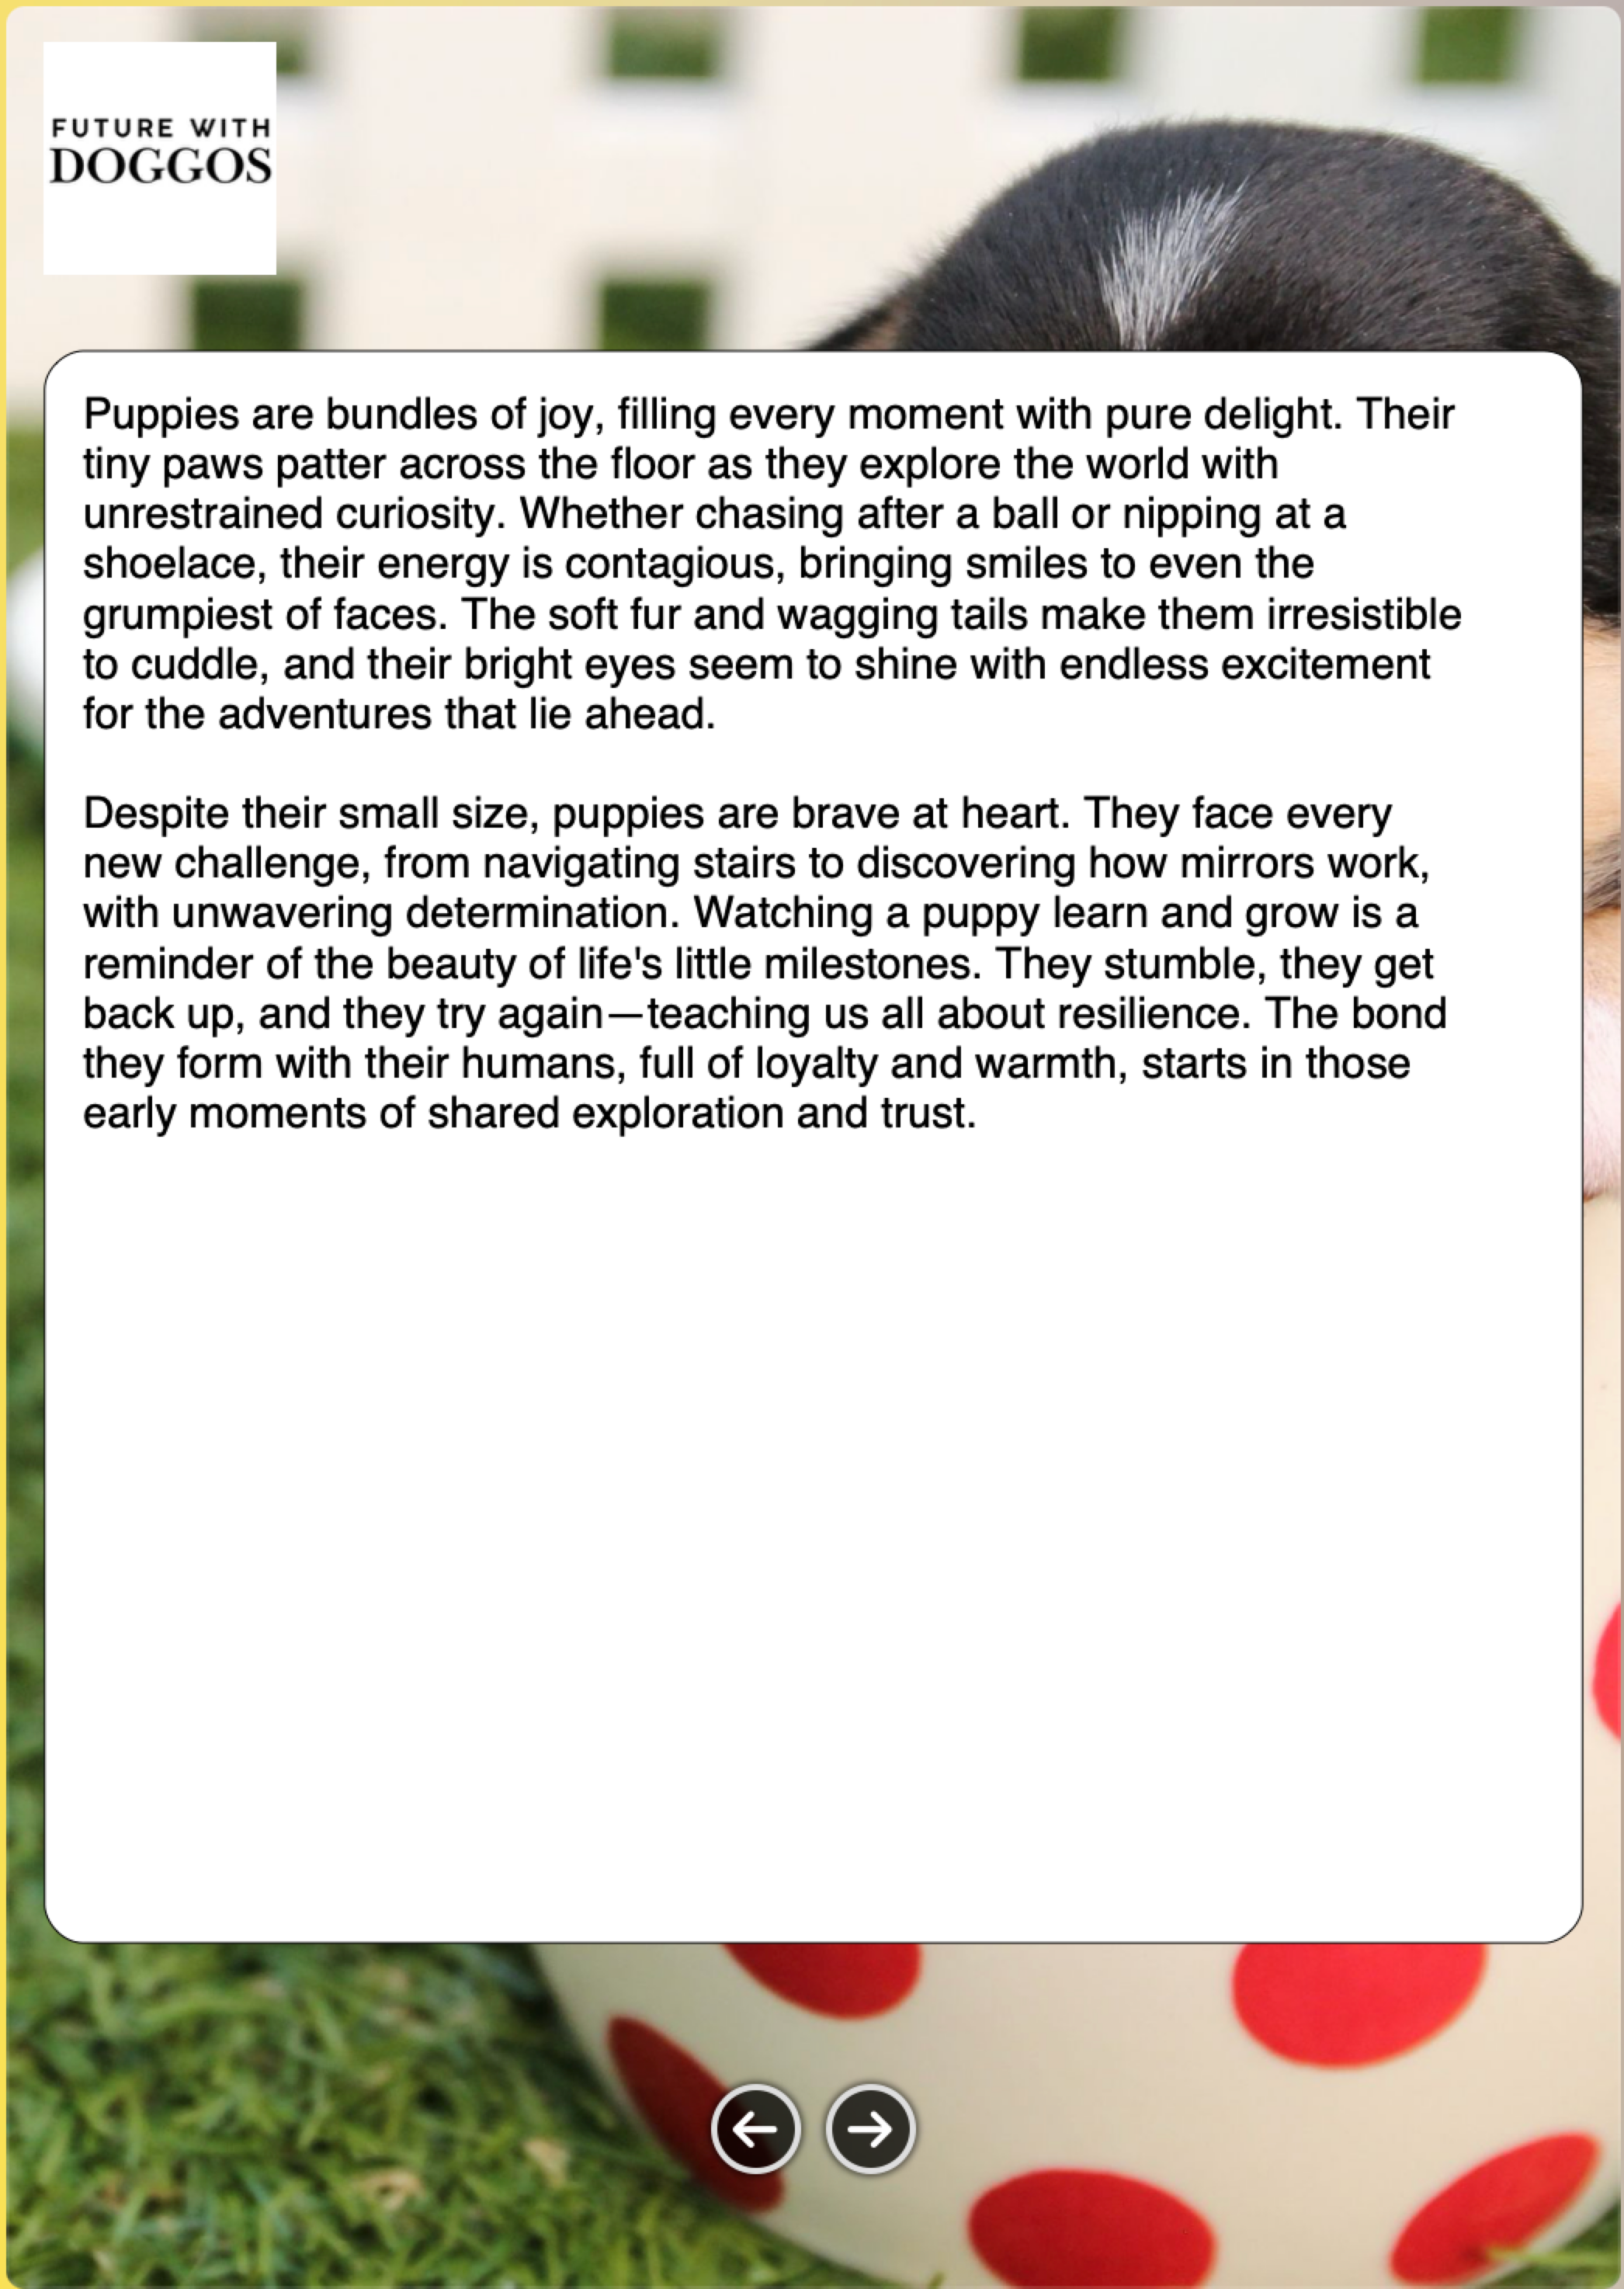 FUTURE WITH
DOGGOS
Puppies are bundles of joy, filling every moment with pure delight. Their
tiny paws patter across the floor as they explore the world with
unrestrained curiosity. Whether chasing after a ball or nipping at a
shoelace, their energy is contagious, bringing smiles to even the
grumpiest of faces. The soft fur and wagging tails make them irresistible
to cuddle, and their bright eyes seem to shine with endless excitement
for the adventures that lie ahead.
Despite their small size, puppies are brave at heart. They face every
new challenge, from navigating stairs to discovering how mirrors work,
with unwavering determination. Watching a puppy learn and grow is a
reminder of the beauty of life's little milestones. They stumble, they get
back up, and they try again—teaching us all about resilience. The bond
they form with their humans, full of loyalty and warmth, starts in those
early moments of shared exploration and trust.